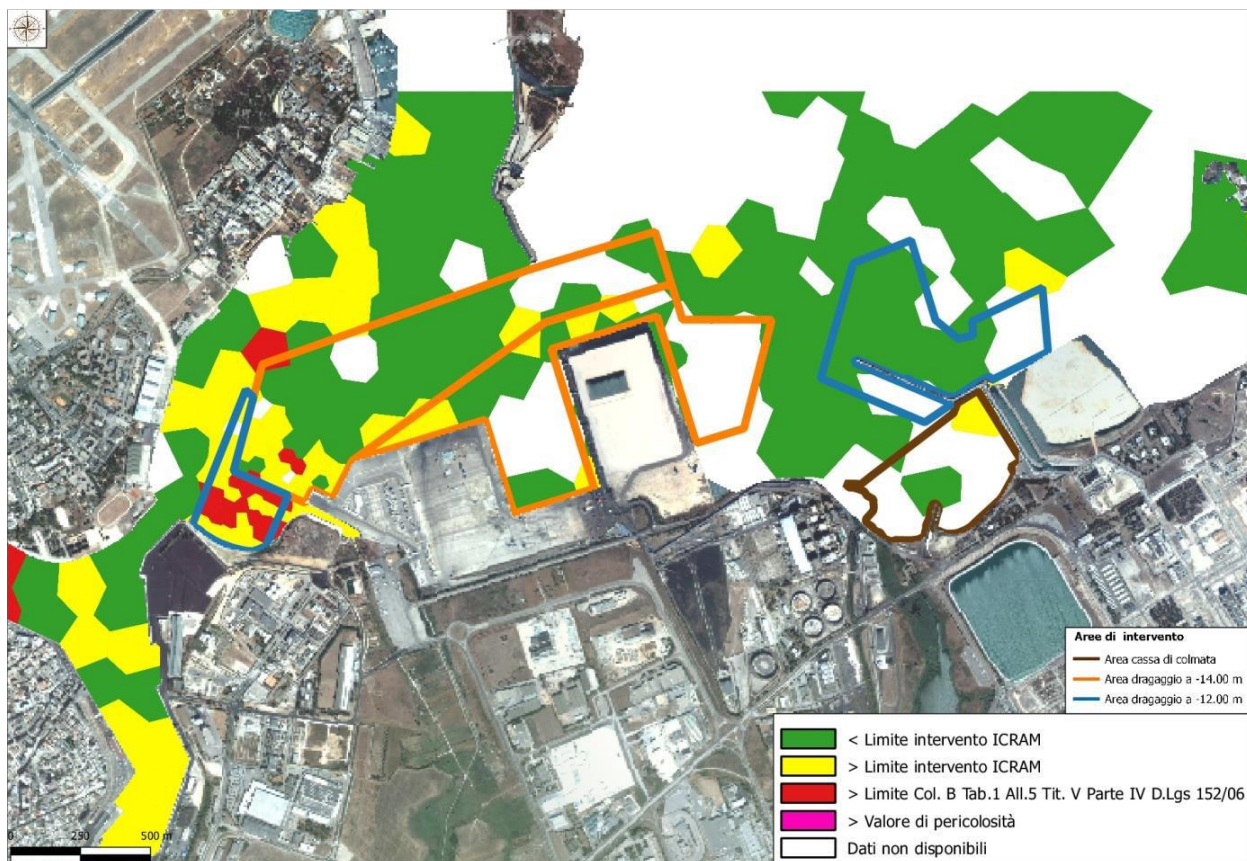 Aree di intervento
Area cassa di colmata
Area dragaggio a -14.00 m
Area dragaggio a -12.00 m
< Limite intervento ICRAM
> Limite intervento ICRAM
> Limite Col. B Tab.1 All.5 Tit. V Parte IV D.Lgs 152/06
> Valore di pericolosità
Dati non disponibili
0 250 500 m